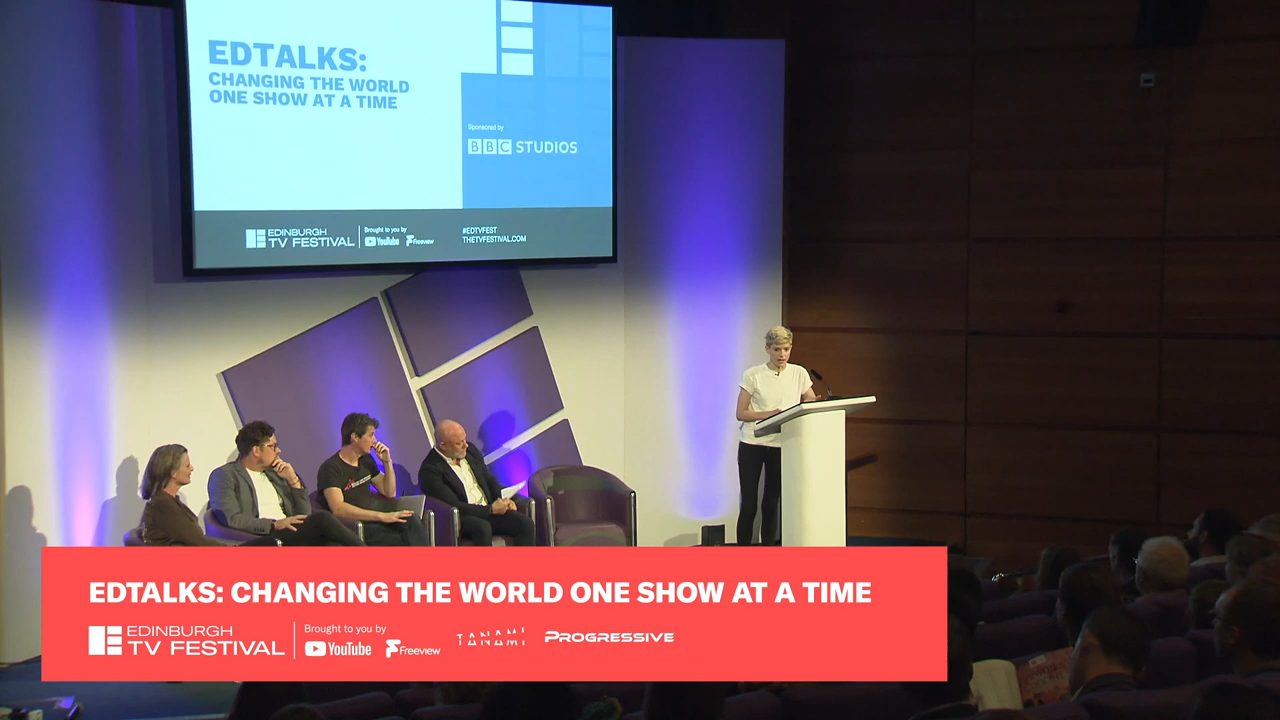 EDTALKS:
CHANGING THE WORLD
ONE SHOW AT A TIME
Sponsored by
BBC STUDIOS
EDINBURGH
TV FESTIVAL
Brought to you by
YouTube Freeview
#EDTVFEST
THETVFESTIVAL.COM
EDTALKS: CHANGING THE WORLD ONE SHOW AT A TIME
EDINBURGH
TV FESTIVAL
Brought to you by
YouTube Freeview
TANAMI
PROGRESSIVE